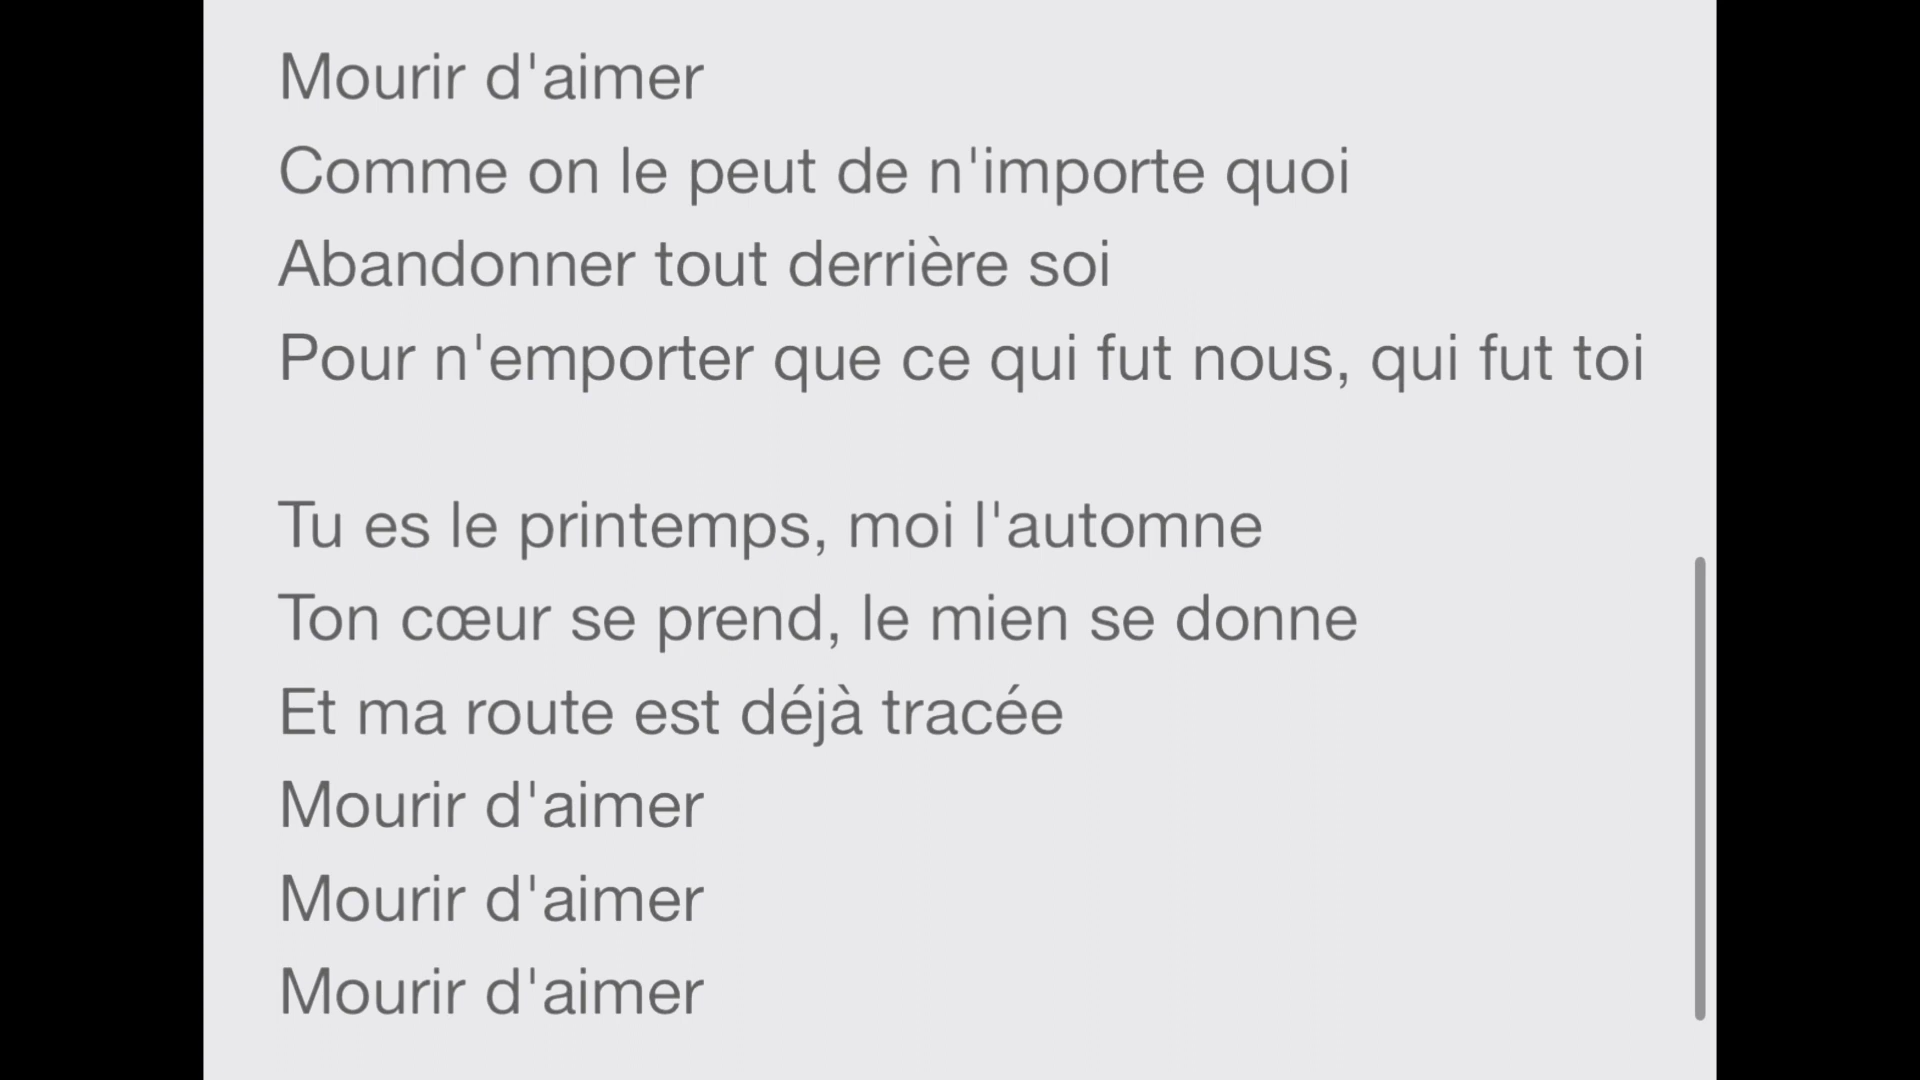 Mourir d'aimer
Comme on le peut de n'importe quoi
Abandonner tout derrière soi
Pour n'emporter que ce qui fut nous, qui fut toi
Tu es le printemps, moi l'automne
Ton cœur se prend, le mien se donne
Et ma route est déjà tracée
Mourir d'aimer
Mourir d'aimer
Mourir d'aimer